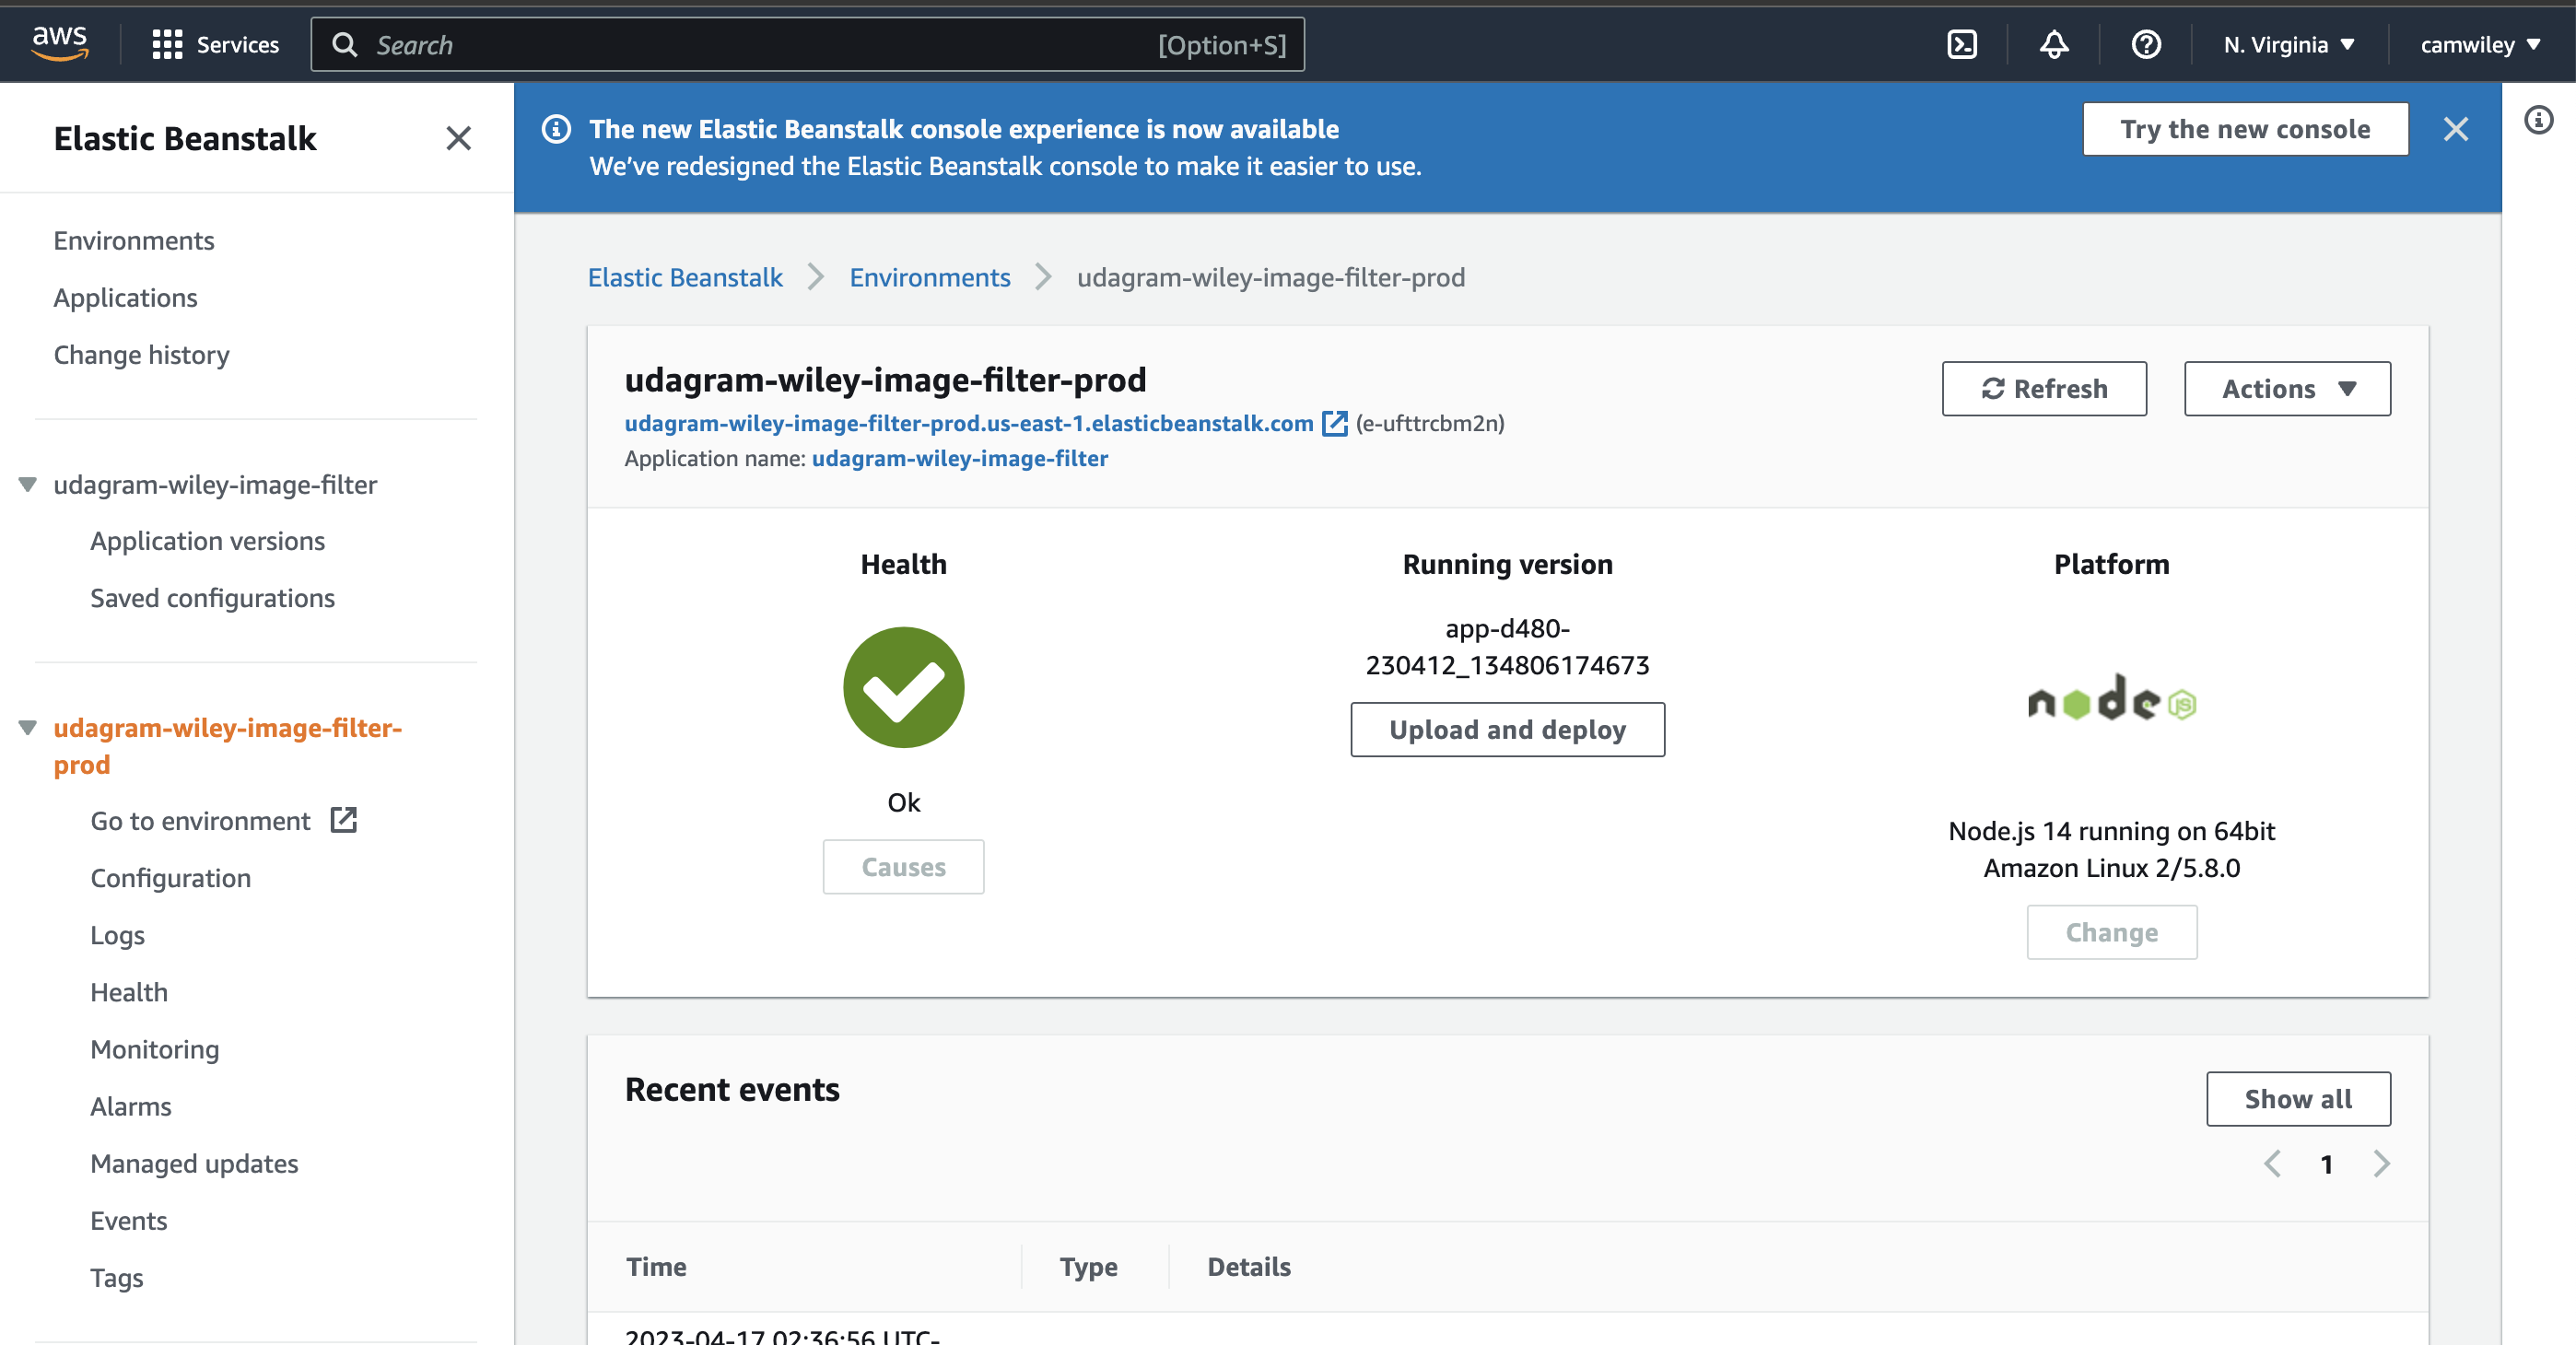 aws
Services
Search [Option+S]
N. Virginia
camwiley
Elastic Beanstalk
Environments
Applications
Change history
udagram-wiley-image-filter
Application versions
Saved configurations
udagram-wiley-image-filter-
prod
Go to environment
Configuration
Logs
Health
Monitoring
Alarms
Managed updates
Events
Tags
The new Elastic Beanstalk console experience is now available
We’ve redesigned the Elastic Beanstalk console to make it easier to use.
Try the new console
Elastic Beanstalk Environments udagram-wiley-image-filter-prod
udagram-wiley-image-filter-prod
udagram-wiley-image-filter-prod.us-east-1.elasticbeanstalk.com (e-ufttrcbm2n)
Application name: udagram-wiley-image-filter
Refresh
Actions
Health
Ok
Causes
Running version
app-d480-
230412_134806174673
Upload and deploy
Platform
node JS
Node.js 14 running on 64bit
Amazon Linux 2/5.8.0
Change
Recent events
Show all
1
Time Type Details
2023-04-17 02:36:56 UTC-